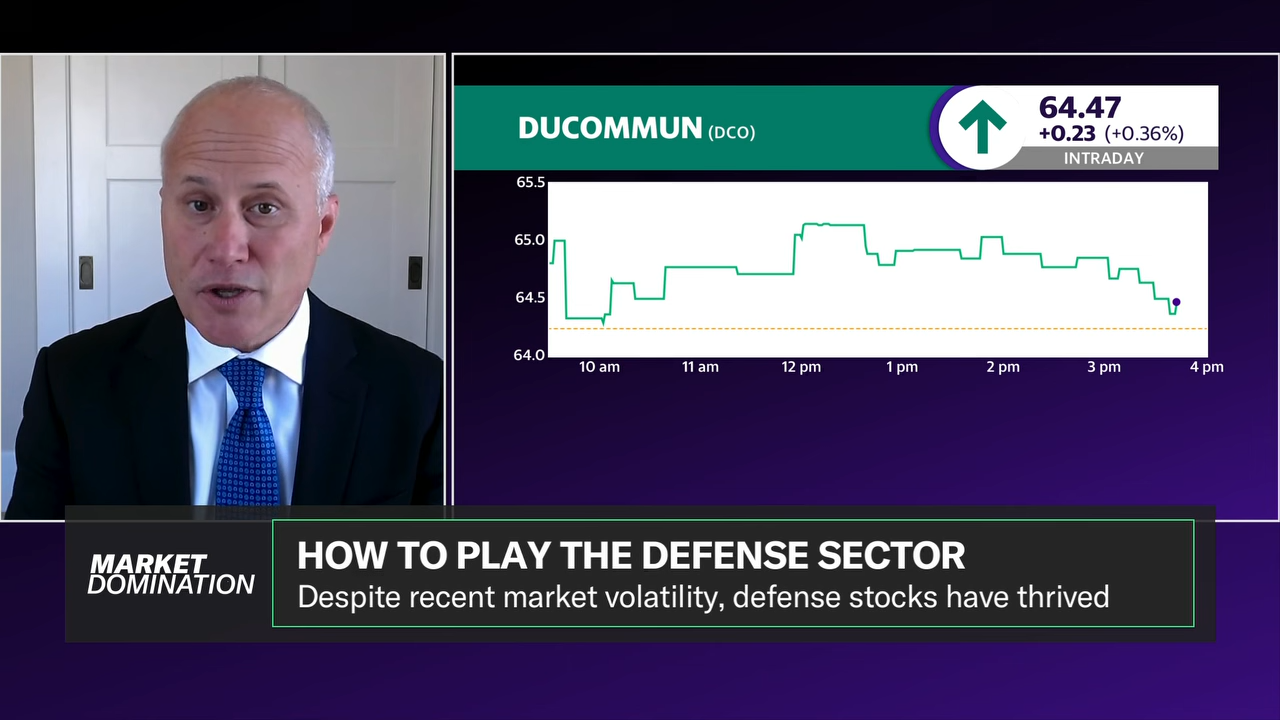 DUCOMMUN (DCO)
64.47
+0.23 (+0.36%)
INTRADAY
65.5
65.0
64.5
64.0
10 am 11 am 12 pm 1 pm 2 pm 3 pm 4 pm
MARKET
DOMINATION
HOW TO PLAY THE DEFENSE SECTOR
Despite recent market volatility, defense stocks have thrived